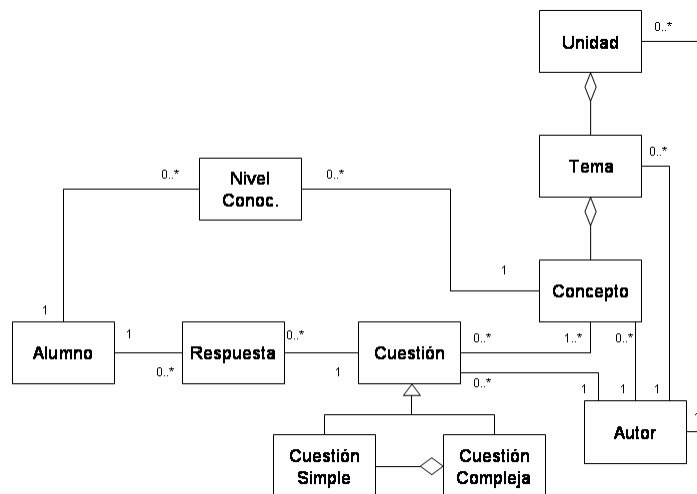 Unidad
0..*
Tema
0..*
0..*
Nivel
Conoc.
0..*
1
Concepto
1
Alumno
1
0..*
Respuesta
0..*
1
Cuestión
0..*
1..*
0..*
0..*
1
1
1
1
Autor
Cuestión
Simple
Cuestión
Compleja